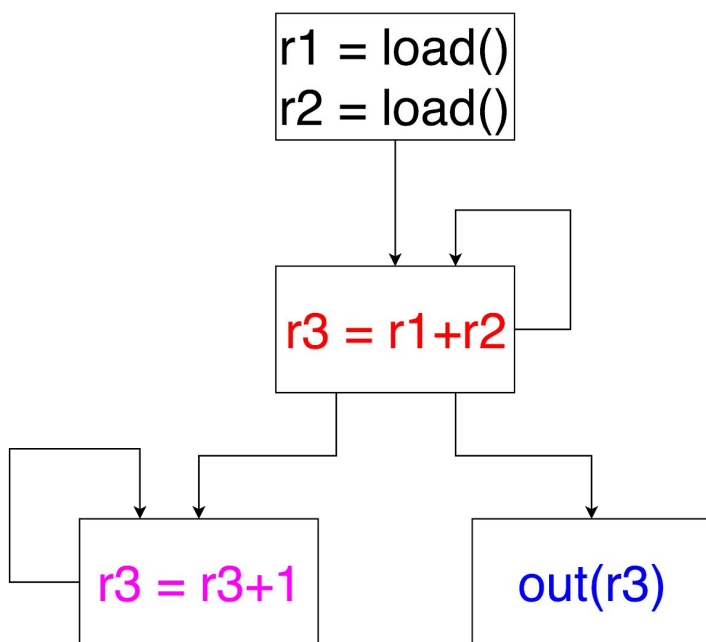 r1 = load()
r2 = load()
r3 = r1+r2
r3 = r3+1
out(r3)